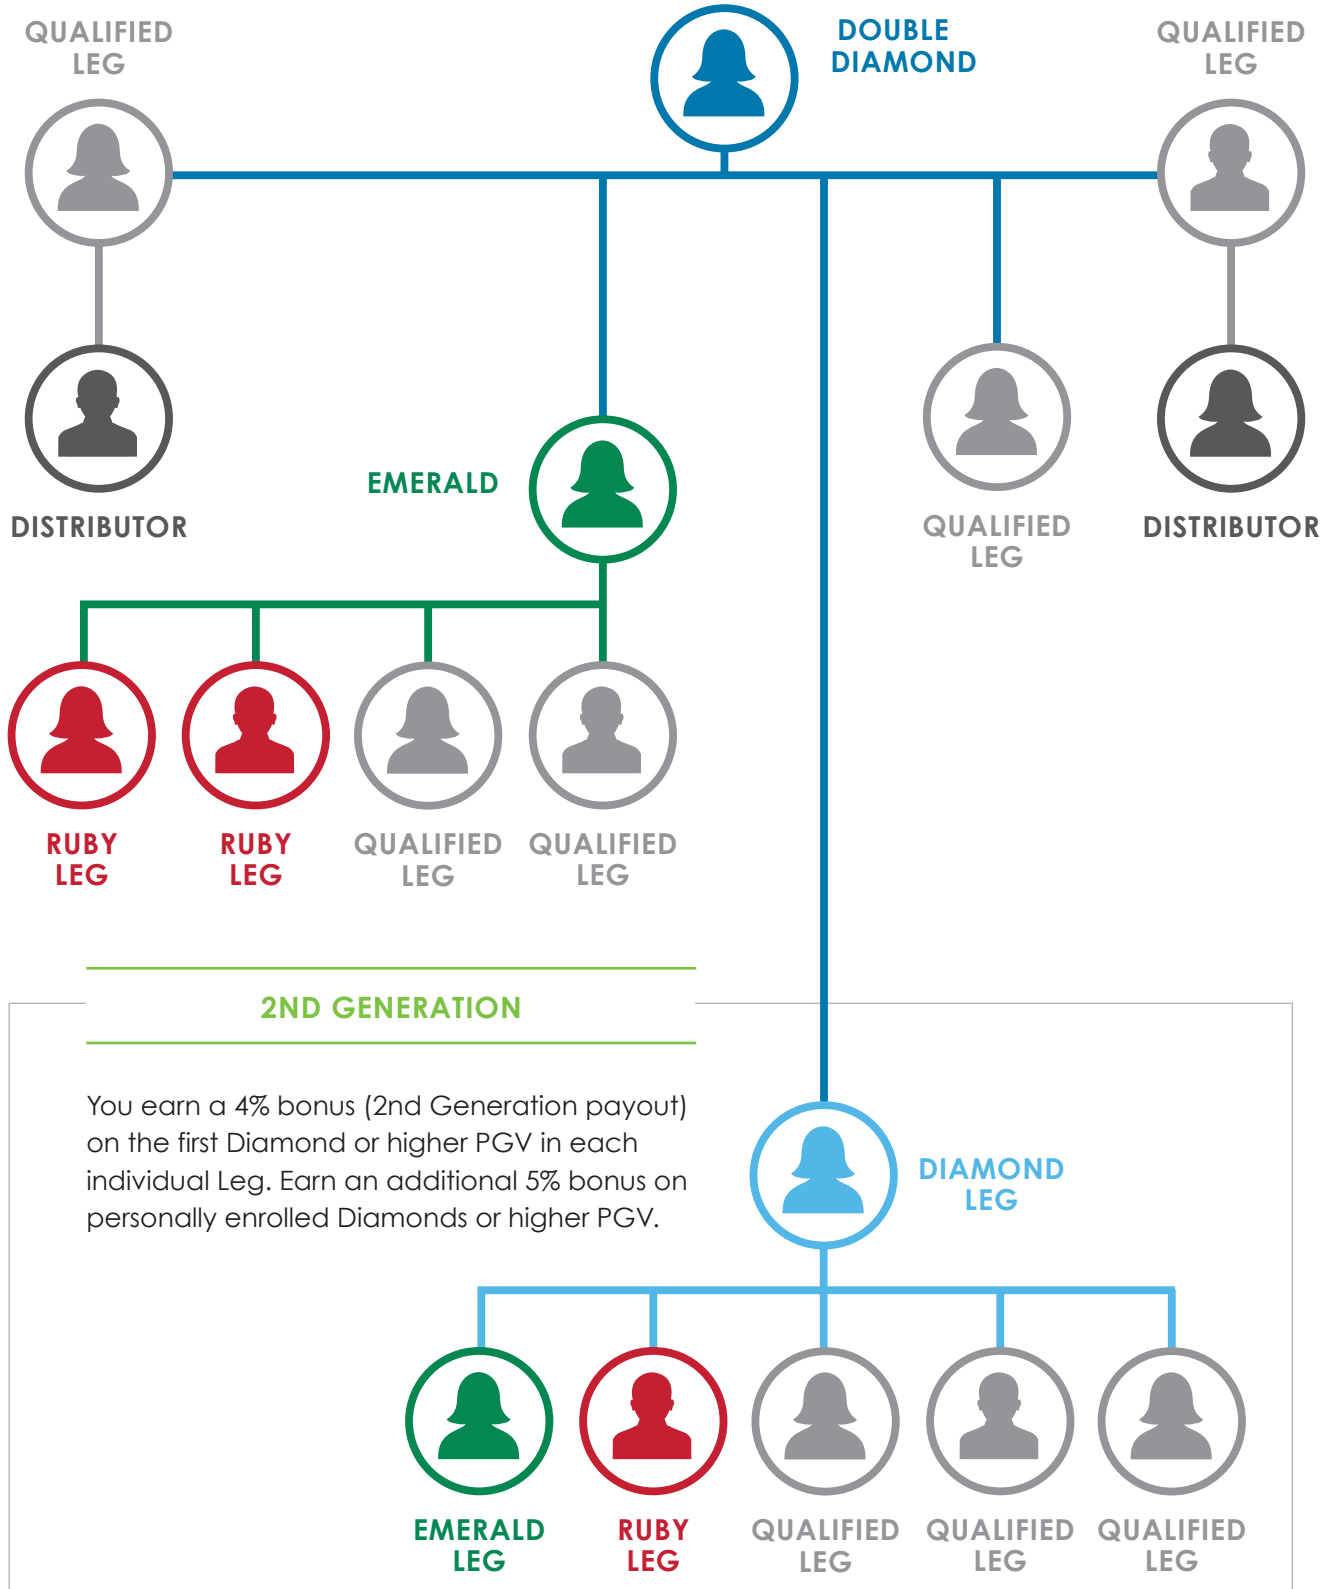 QUALIFIED
LEG
DOUBLE
DIAMOND
QUALIFIED
LEG
DISTRIBUTOR
EMERALD
QUALIFIED
LEG
DISTRIBUTOR
RUBY
LEG
RUBY
LEG
QUALIFIED
LEG
QUALIFIED
LEG
2ND GENERATION
You earn a 4% bonus (2nd Generation payout)
on the first Diamond or higher PGV in each
individual Leg. Earn an additional 5% bonus on
personally enrolled Diamonds or higher PGV.
DIAMOND
LEG
EMERALD
LEG
RUBY
LEG
QUALIFIED
LEG
QUALIFIED
LEG
QUALIFIED
LEG